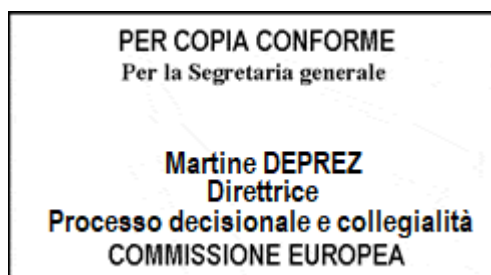 PER COPIA CONFORME
Per la Segretaria generale
Martine DEPREZ
Direttrice
Processo decisionale e collegialità
COMMISSIONE EUROPEA